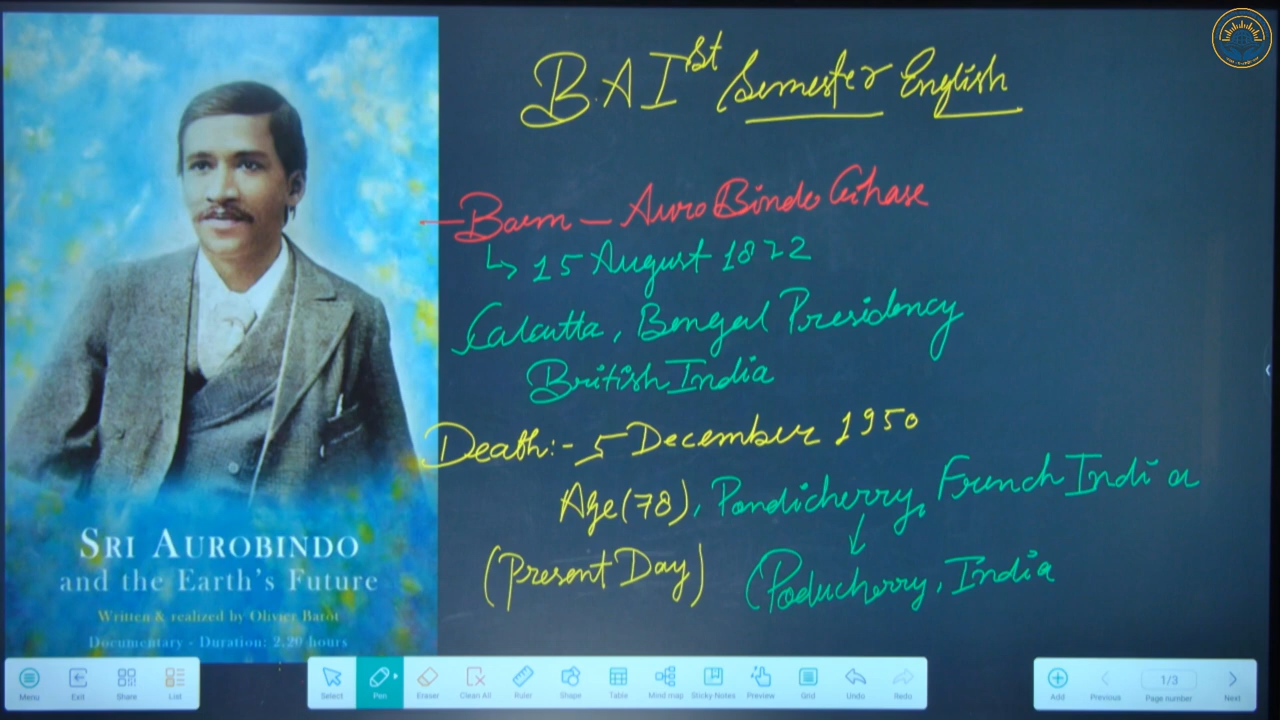 B.A Ist Semester English
Born – AuroBindo Ghose
15 August 1872
Calcutta, Bengal Presidency
British India
Death:- 5 December 1950
Age (78), Pondicherry, French India
(Present Day) (Poducherry, India
SRI AUROBINDO
and the Earth's Future
Written & realized by Olivier Barot
Documentary - Duration: 2.20 hours
Menu Exit Share List
Select Pen Eraser Clean All Ruler Shape Table Mind map Sticky Notes Preview Grid Undo Redo
Add Previous 1/3 Page number Next